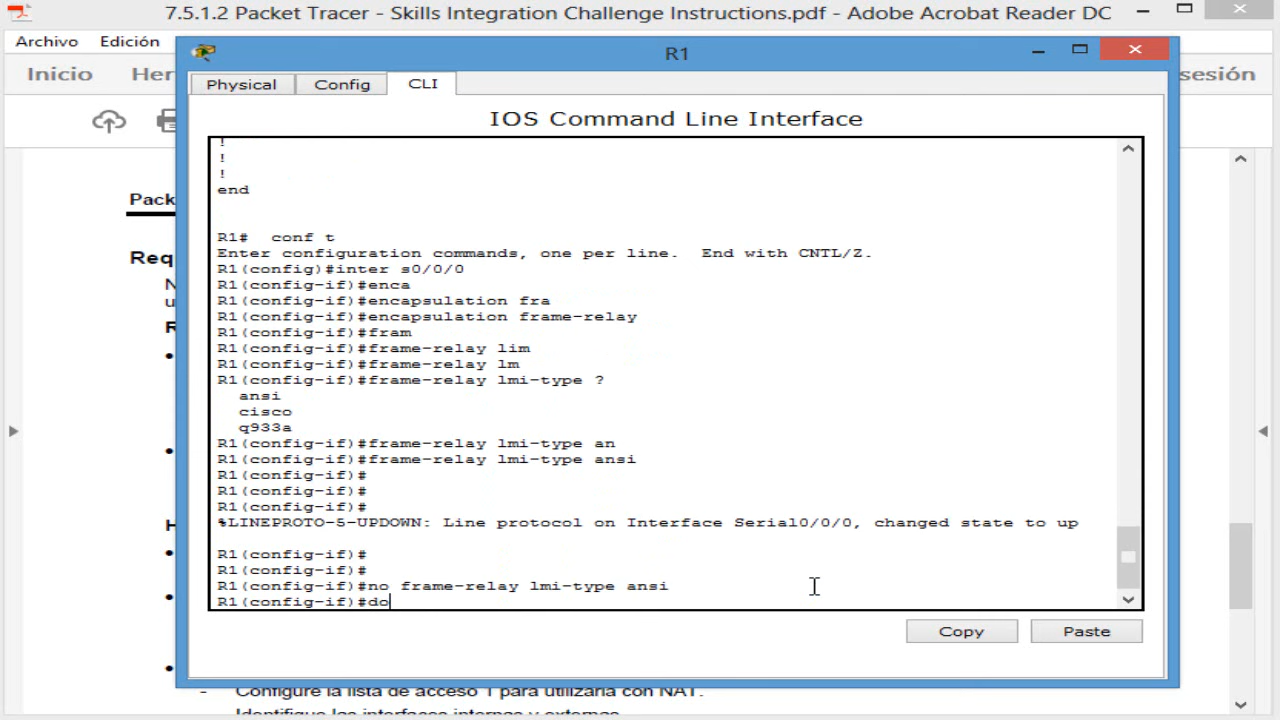 7.5.1.2 Packet Tracer - Skills Integration Challenge Instructions.pdf - Adobe Acrobat Reader DC
Archivo Edición
Inicio Her sesión
R1
Physical Config CLI
IOS Command Line Interface
!
!
!
end
R1# conf t
Enter configuration commands, one per line. End with CNTL/Z.
R1(config)#inter s0/0/0
R1(config-if)#enca
R1(config-if)#encapsulation fra
R1(config-if)#encapsulation frame-relay
R1(config-if)#fram
R1(config-if)#frame-relay lim
R1(config-if)#frame-relay lm
R1(config-if)#frame-relay lmi-type ?
ansi
cisco
q933a
R1(config-if)#frame-relay lmi-type an
R1(config-if)#frame-relay lmi-type ansi
R1(config-if)#
R1(config-if)#
R1(config-if)#
%LINEPROTO-5-UPDOWN: Line protocol on Interface Serial0/0/0, changed state to up
R1(config-if)#
R1(config-if)#
R1(config-if)#no frame-relay lmi-type ansi
R1(config-if)#do
Copy Paste
Pack
Req
- Configure la lista de acceso 1 para utilizarla con NAT.